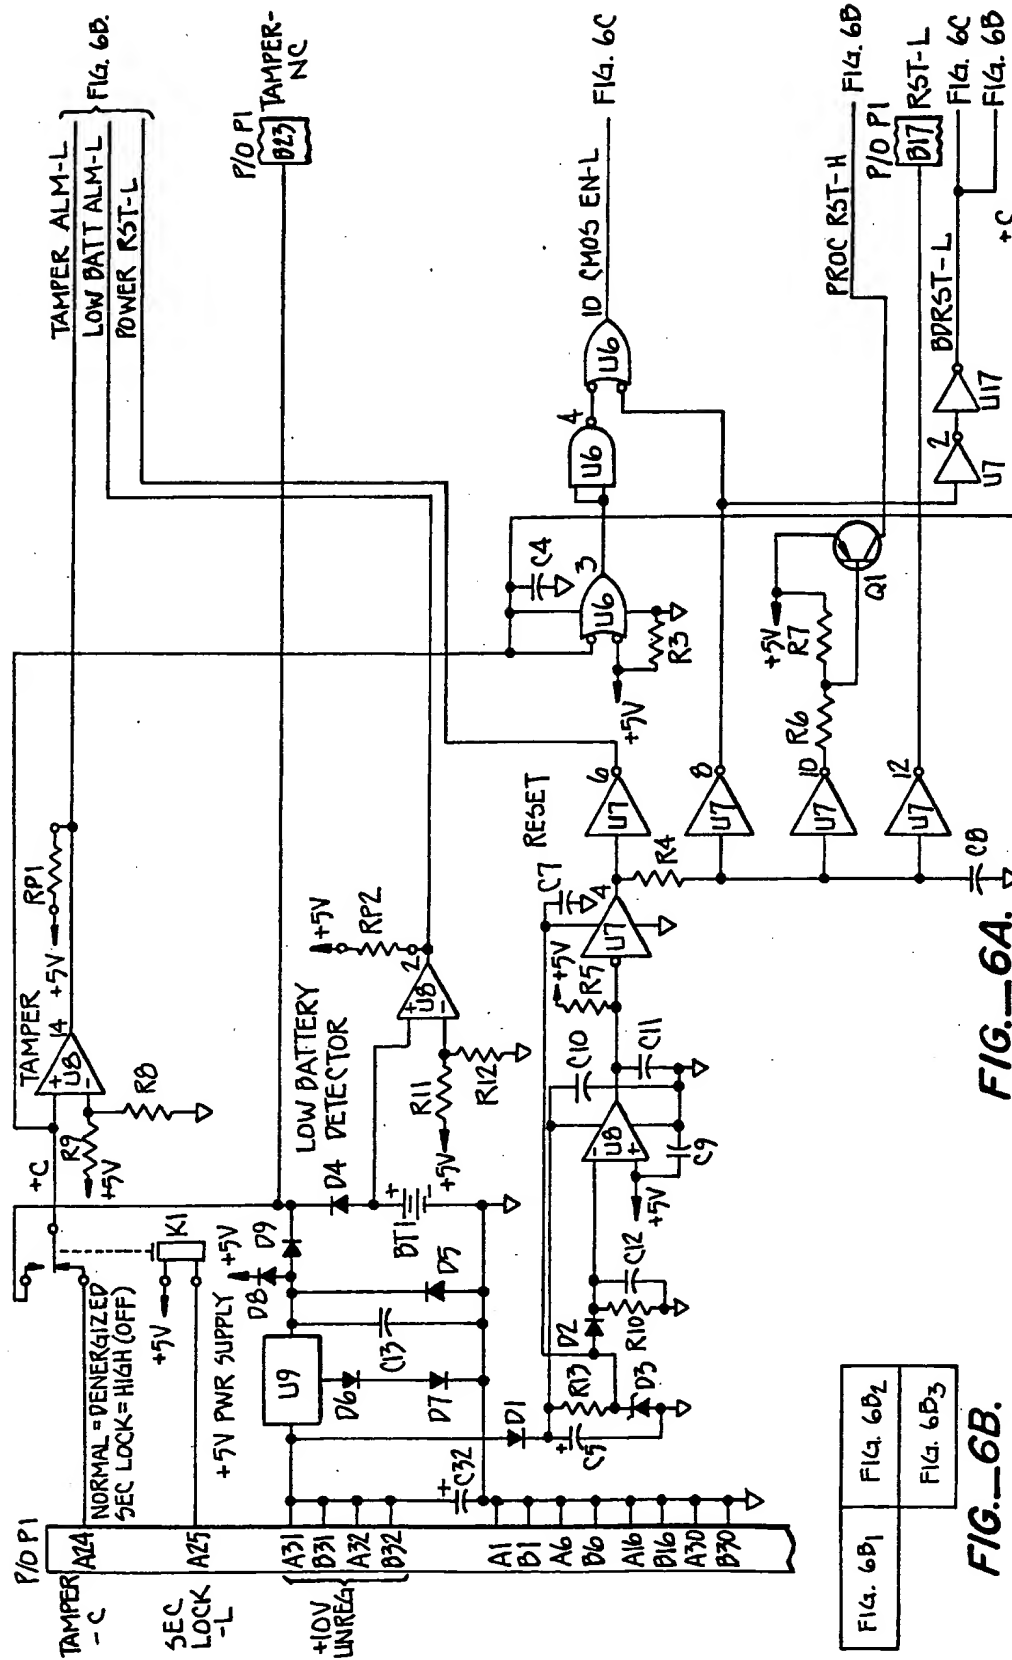 P/O P1
TAMPER
-C
A24
NORMAL = DENERGIZED
SEC LOCK = HIGH (OFF)
SEC
LOCK
-L
A25
+5V
K1
+10V
UNREG
A31
B31
A32
B32
A1
B1
A6
B6
A16
B16
A30
B30
+5V PWR SUPPLY
U9
D8
+5V
D9
D6
D7
C13
D5
C32
+
D1
+C
TAMPER
14
+5V
RP1
U8
+
-
R9
+5V
R8
LOW BATTERY
DETECTOR
D4
BT1
+
-
+5V
RP2
2
U8
+
-
R11
+5V
R12
C5
+
R13
D3
D2
R10
C12
U8
-
+
+5V
C9
C10
C11
R5
+5V
C7
4
U7
RESET
R4
C8
U7
6
U7
8
U7
10
U7
12
R6
R7
+5V
Q1
+5V
R3
U6
3
C4
U6
4
U6
10
CMOS EN-L
FIG. 6C
TAMPER ALM-L
LOW BATT ALM-L
POWER RST-L
FIG. 6B.
P/O P1
B23
TAMPER-
NC
PROC RST-H
FIG. 6B
P/O P1
B17
RST-L
U7
2
U17
BDRST-L
FIG. 6C
FIG. 6B
+C
FIG._6A.
FIG. 6B1
FIG. 6B2
FIG. 6B3
FIG._6B.